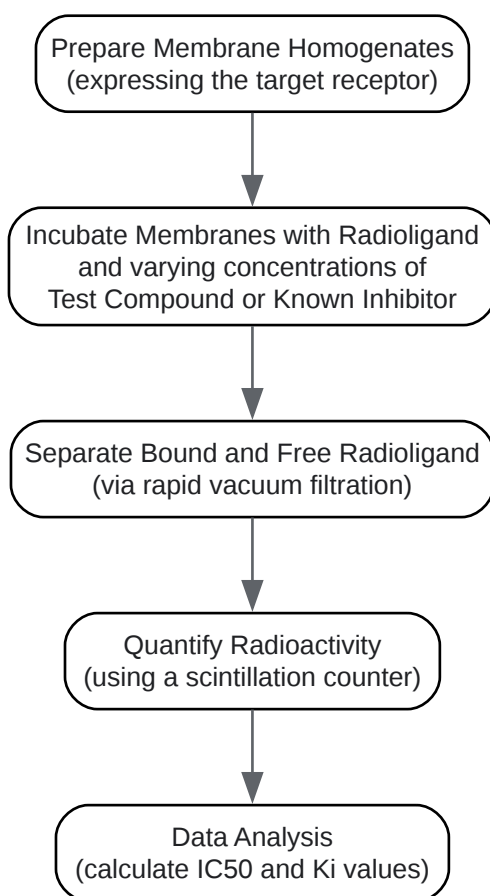 Prepare Membrane Homogenates
(expressing the target receptor)
Incubate Membranes with Radioligand
and varying concentrations of
Test Compound or Known Inhibitor
Separate Bound and Free Radioligand
(via rapid vacuum filtration)
Quantify Radioactivity
(using a scintillation counter)
Data Analysis
(calculate IC50 and Ki values)